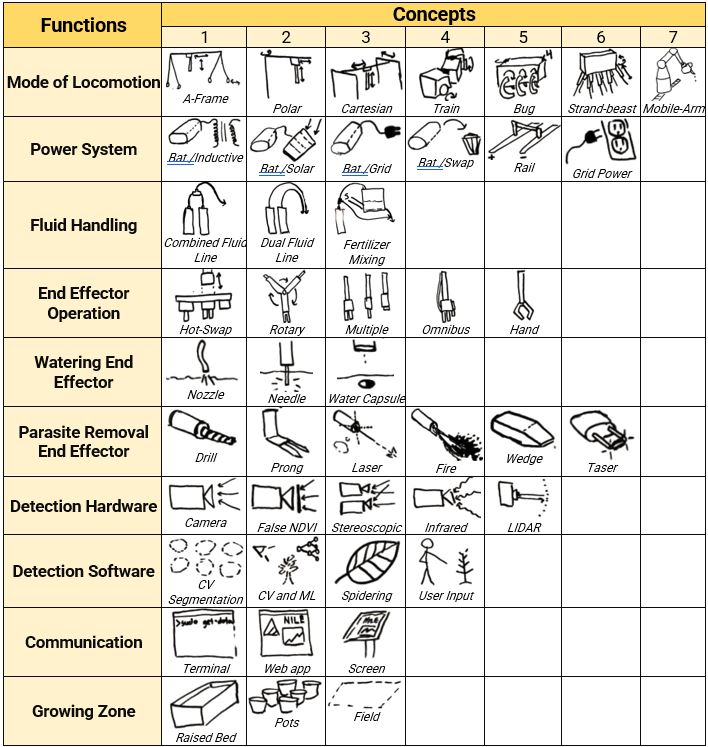 Functions
Concepts
1 2 3 4 5 6 7
Mode of Locomotion
A-Frame
Polar
Cartesian
Train
Bug
Strand-beast
Mobile-Arm
Power System
Bat./Inductive
Bat./Solar
Bat./Grid
Bat./Swap
+ -
Rail
Grid Power
Fluid Handling
Combined Fluid
Line
Dual Fluid
Line
Fertilizer
Mixing
End Effector
Operation
Hot-Swap
Rotary
Multiple
Omnibus
Hand
Watering End
Effector
Nozzle
Needle
Water Capsule
Parasite Removal
End Effector
Drill
Prong
Laser
Fire
Wedge
Taser
Detection Hardware
Camera
False NDVI
Stereoscopic
Infrared
LIDAR
Detection Software
CV
Segmentation
CV and ML
Spidering
User Input
Communication
>sudo get-data
Terminal
NILE
Web app
Screen
Growing Zone
Raised Bed
Pots
Field